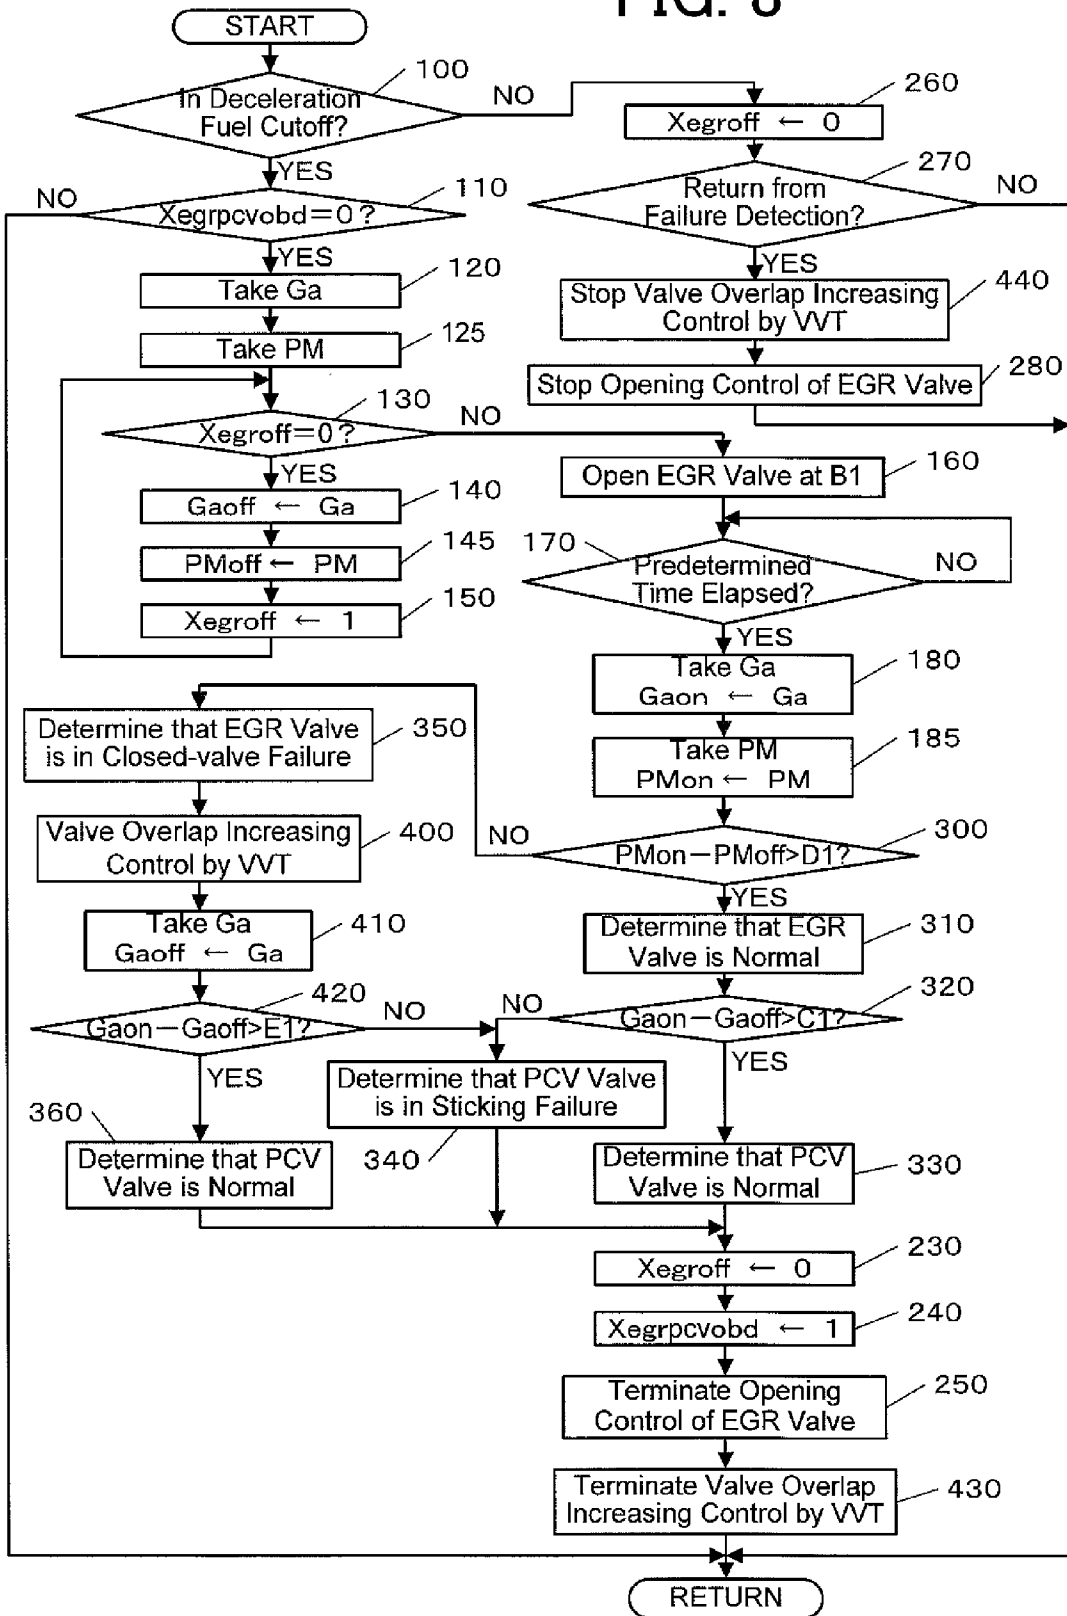 FIG. 8
START
100
In Deceleration
Fuel Cutoff?
NO
YES
260
Xegroff ← 0
270
Return from
Failure Detection?
NO
YES
NO
110
Xegrpcvobd=0?
YES
120
Take Ga
125
Take PM
440
Stop Valve Overlap Increasing
Control by VVT
280
Stop Opening Control of EGR Valve
130
Xegroff=0?
NO
YES
140
Gaoff ← Ga
145
PMoff ← PM
150
Xegroff ← 1
160
Open EGR Valve at B1
170
Predetermined
Time Elapsed?
NO
YES
180
Take Ga
Gaon ← Ga
185
Take PM
PMon ← PM
300
PMon－PMoff>D1?
NO
YES
350
Determine that EGR Valve
is in Closed-valve Failure
400
Valve Overlap Increasing
Control by VVT
410
Take Ga
Gaoff ← Ga
420
Gaon－Gaoff>E1?
NO
YES
310
Determine that EGR
Valve is Normal
320
Gaon－Gaoff>C1?
NO
YES
Determine that PCV Valve
is in Sticking Failure
340
360
Determine that PCV
Valve is Normal
330
Determine that PCV
Valve is Normal
230
Xegroff ← 0
240
Xegrpcvobd ← 1
250
Terminate Opening
Control of EGR Valve
430
Terminate Valve Overlap
Increasing Control by VVT
RETURN